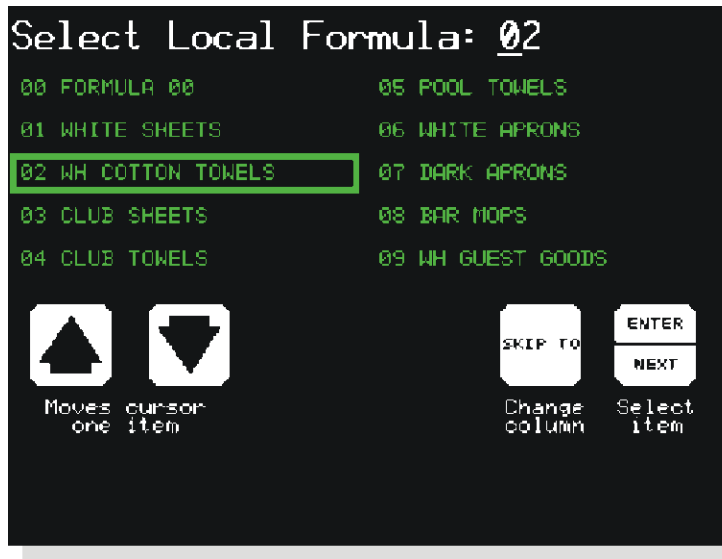 Select Local Formula: 02
00 FORMULA 00
01 WHITE SHEETS
02 WH COTTON TOWELS
03 CLUB SHEETS
04 CLUB TOWELS
05 POOL TOWELS
06 WHITE APRONS
07 DARK APRONS
08 BAR MOPS
09 WH GUEST GOODS
Moves cursor
one item
SKIP TO
Change
column
ENTER
NEXT
Select
item